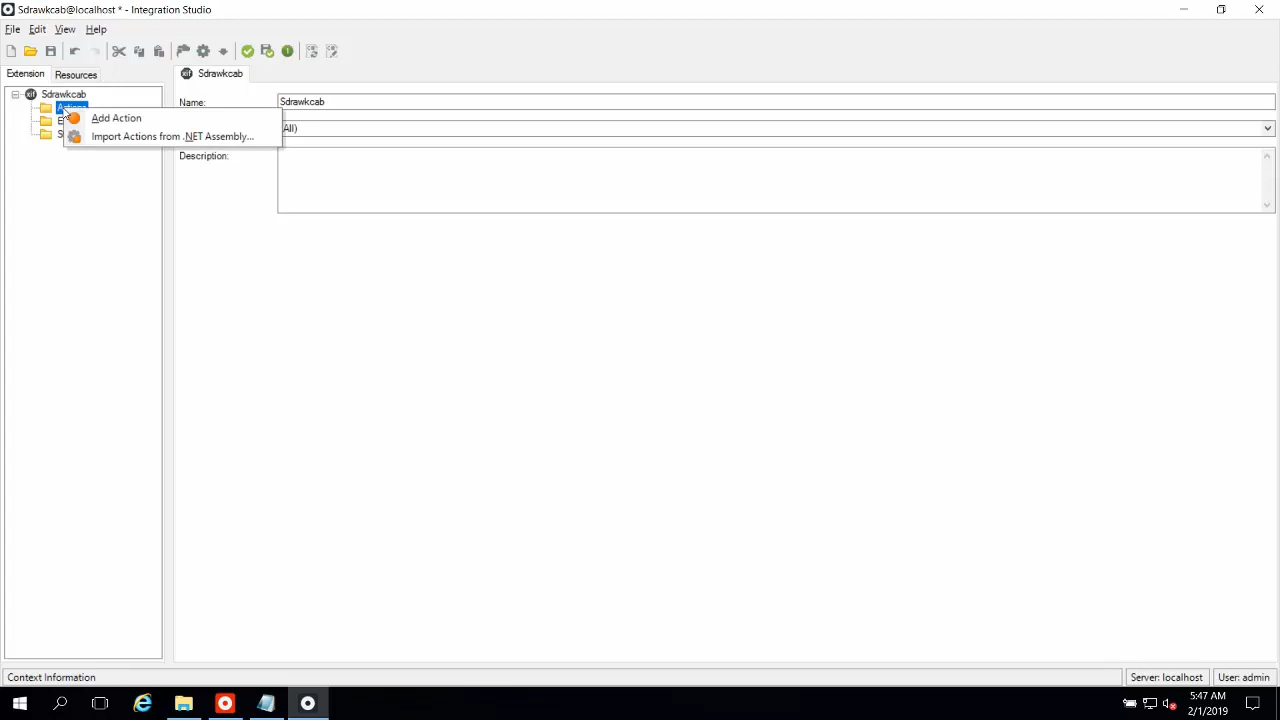 Sdrawkcab@localhost * - Integration Studio
File Edit View Help
Extension Resources
Sdrawkcab
Sdrawkcab
Actions
Add Action
Import Actions from .NET Assembly...
Name:
Sdrawkcab
All)
Description:
Context Information
Server: localhost
User: admin
5:47 AM
2/1/2019